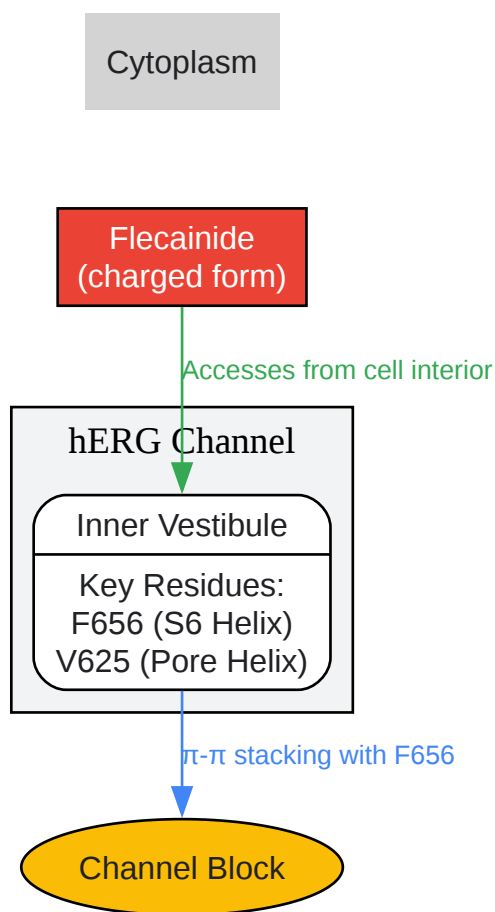 Cytoplasm
Flecainide
(charged form)
Accesses from cell interior
hERG Channel
Inner Vestibule
Key Residues:
F656 (S6 Helix)
V625 (Pore Helix)
π-π stacking with F656
Channel Block